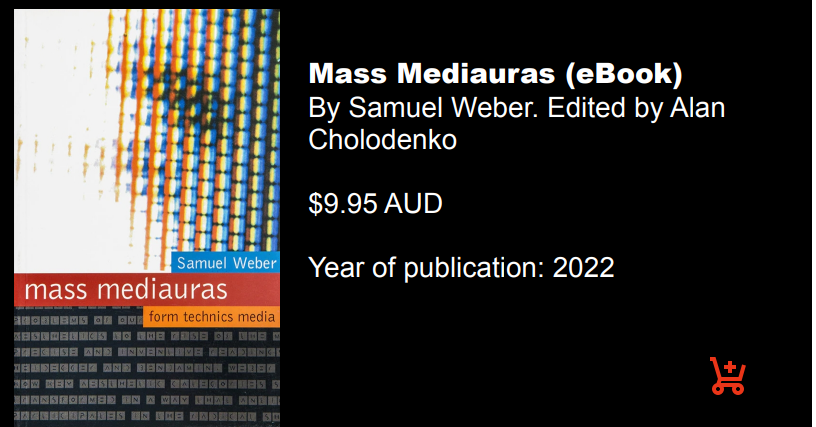 Samuel Weber
mass mediauras
form technics media
Mass Mediauras (eBook)
By Samuel Weber. Edited by Alan
Cholodenko
$9.95 AUD
Year of publication: 2022